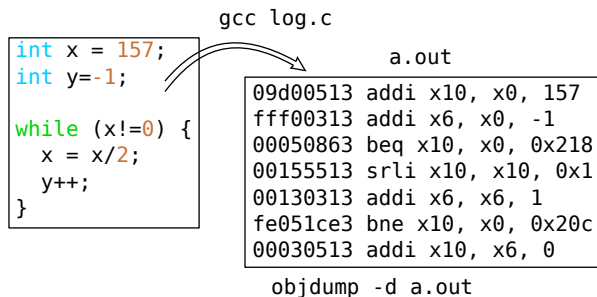 gcc log.c
int x = 157;
int y=-1;
while (x!=0) {
  x = x/2;
  y++;
}
a.out
09d00513 addi x10, x0, 157
fff00313 addi x6, x0, -1
00050863 beq x10, x0, 0x218
00155513 srli x10, x10, 0x1
00130313 addi x6, x6, 1
fe051ce3 bne x10, x0, 0x20c
00030513 addi x10, x6, 0
objdump -d a.out